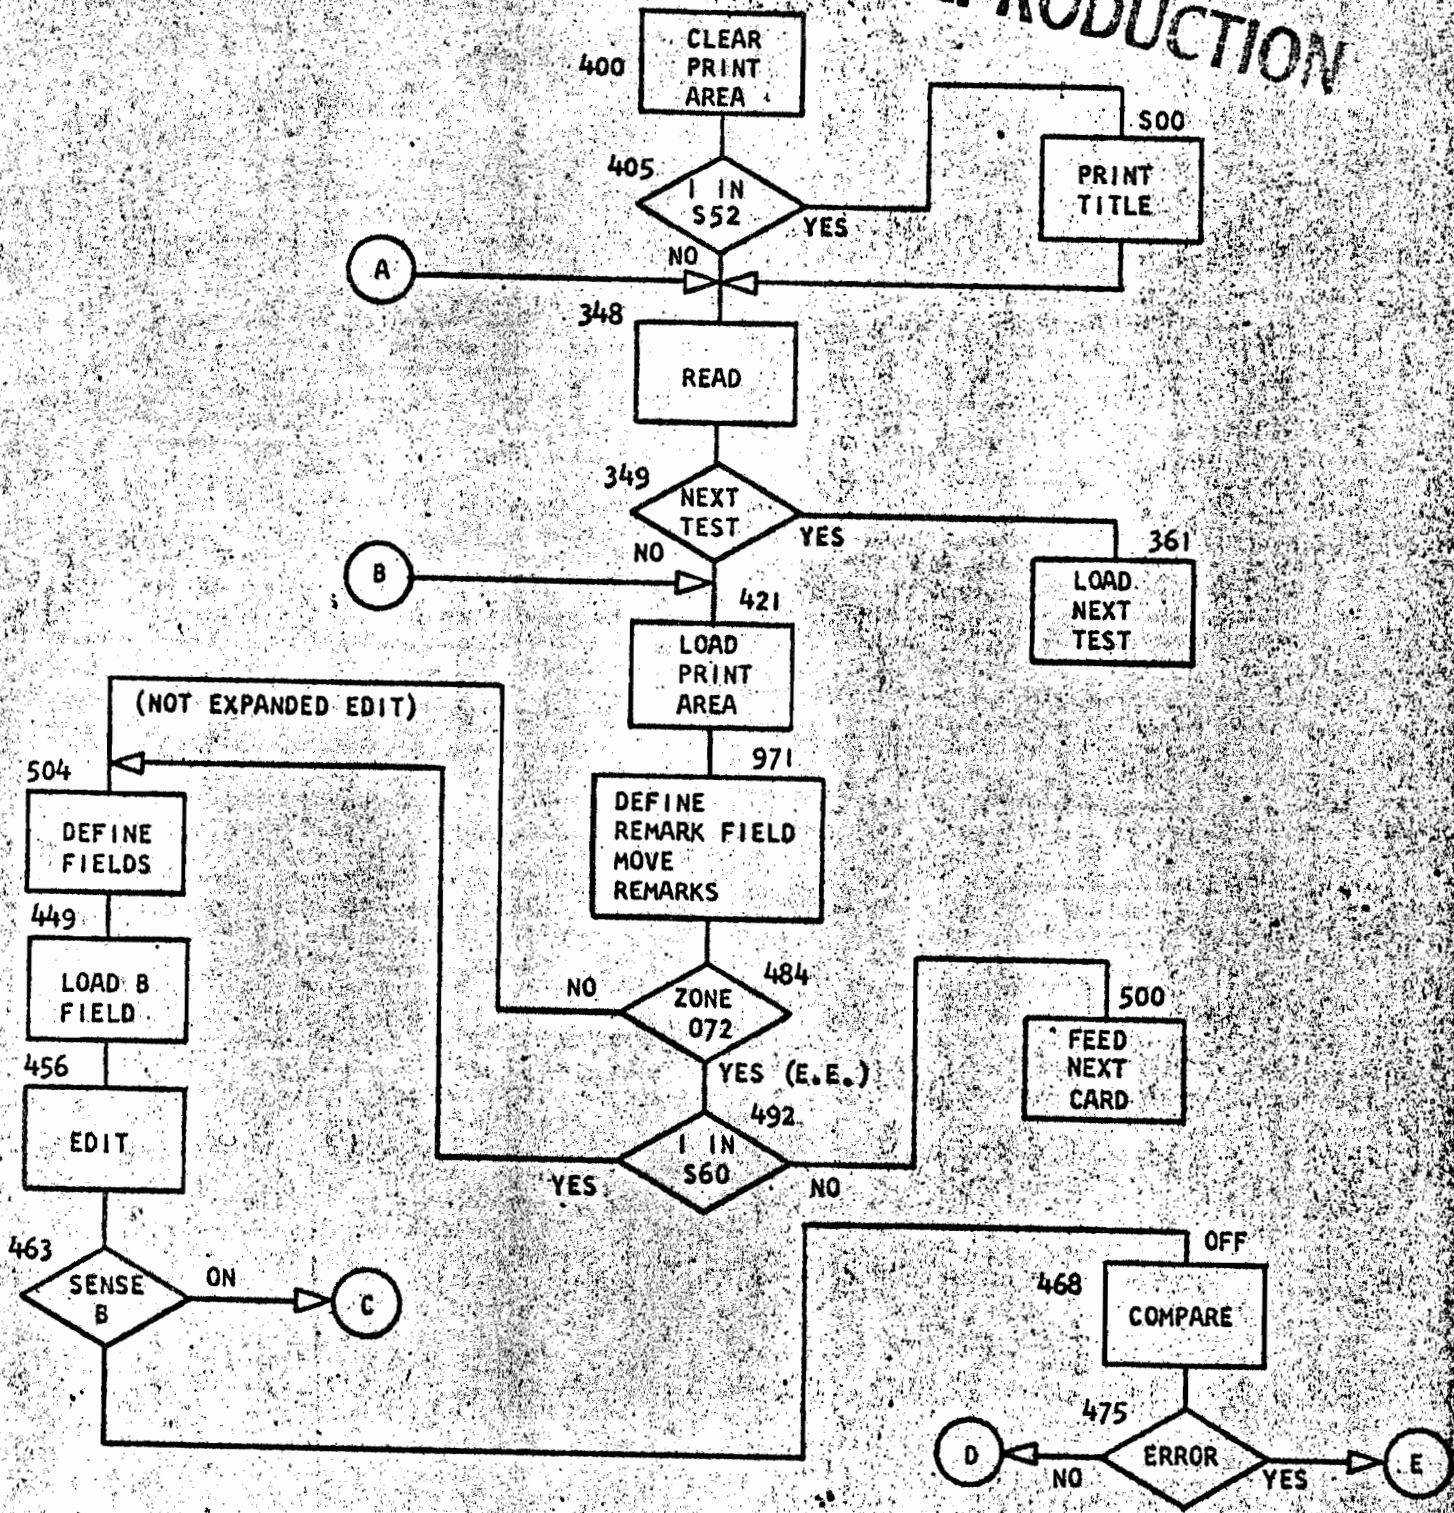 PRODUCTION
400
CLEAR
PRINT
AREA
405
I IN
S52
YES
NO
S00
PRINT
TITLE
A
348
READ
349
NEXT
TEST
YES
NO
361
LOAD
NEXT
TEST
B
421
LOAD
PRINT
AREA
(NOT EXPANDED EDIT)
971
DEFINE
REMARK FIELD
MOVE
REMARKS
504
DEFINE
FIELDS
449
LOAD B
FIELD
484
ZONE
072
NO
YES (E.E.)
500
FEED
NEXT
CARD
456
EDIT
492
I IN
S60
YES
NO
463
SENSE
B
ON
C
OFF
468
COMPARE
475
ERROR
NO
D
YES
E